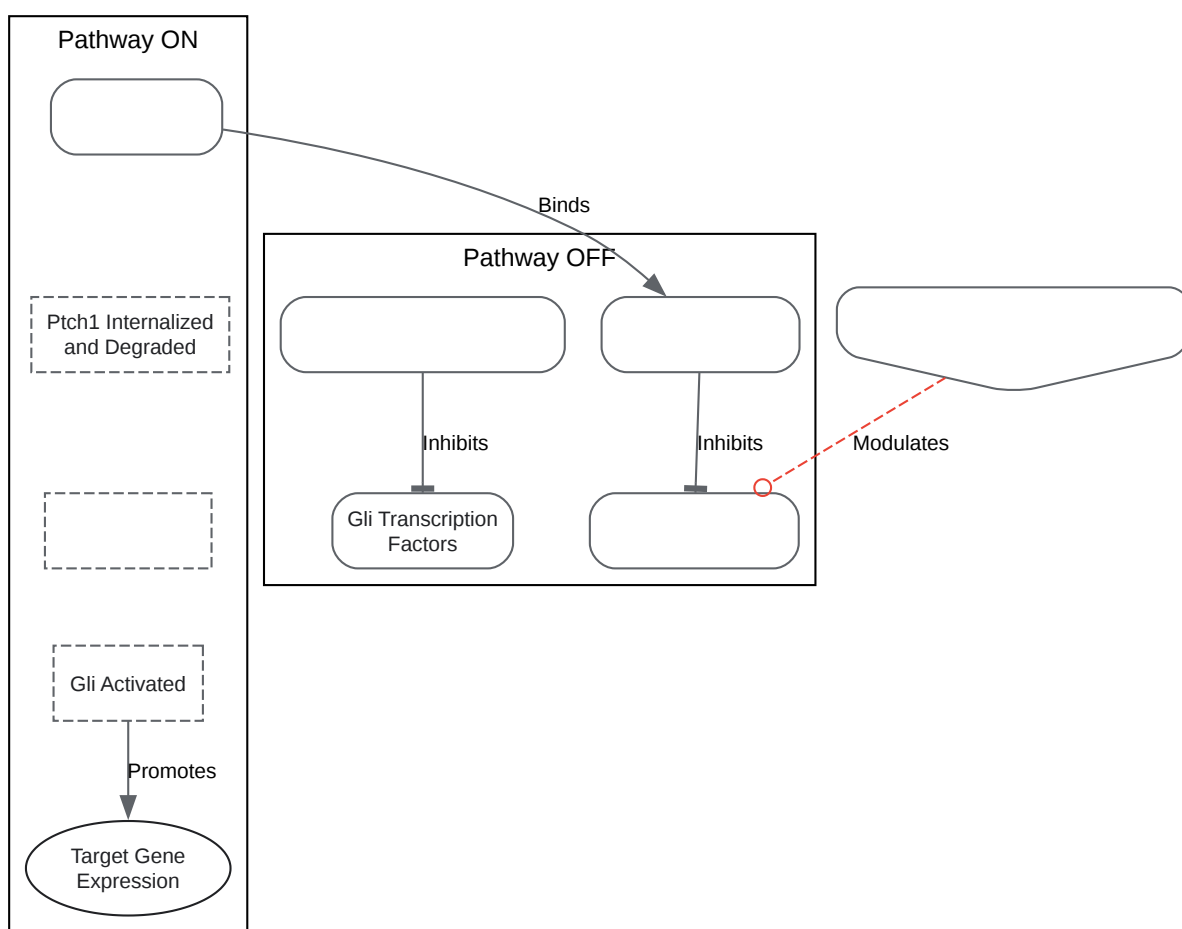 Pathway ON
Binds
Pathway OFF
Ptch1 Internalized
and Degraded
Inhibits
Inhibits
Modulates
Gli Transcription
Factors
Gli Activated
Promotes
Target Gene
Expression